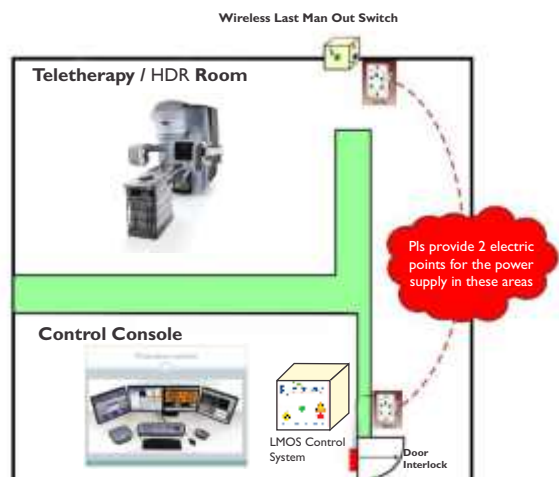 Wireless Last Man Out Switch
Teletherapy / HDR Room
Pls provide 2 electric
points for the power
supply in these areas
Control Console
LMOS Control
System
Door
Interlock